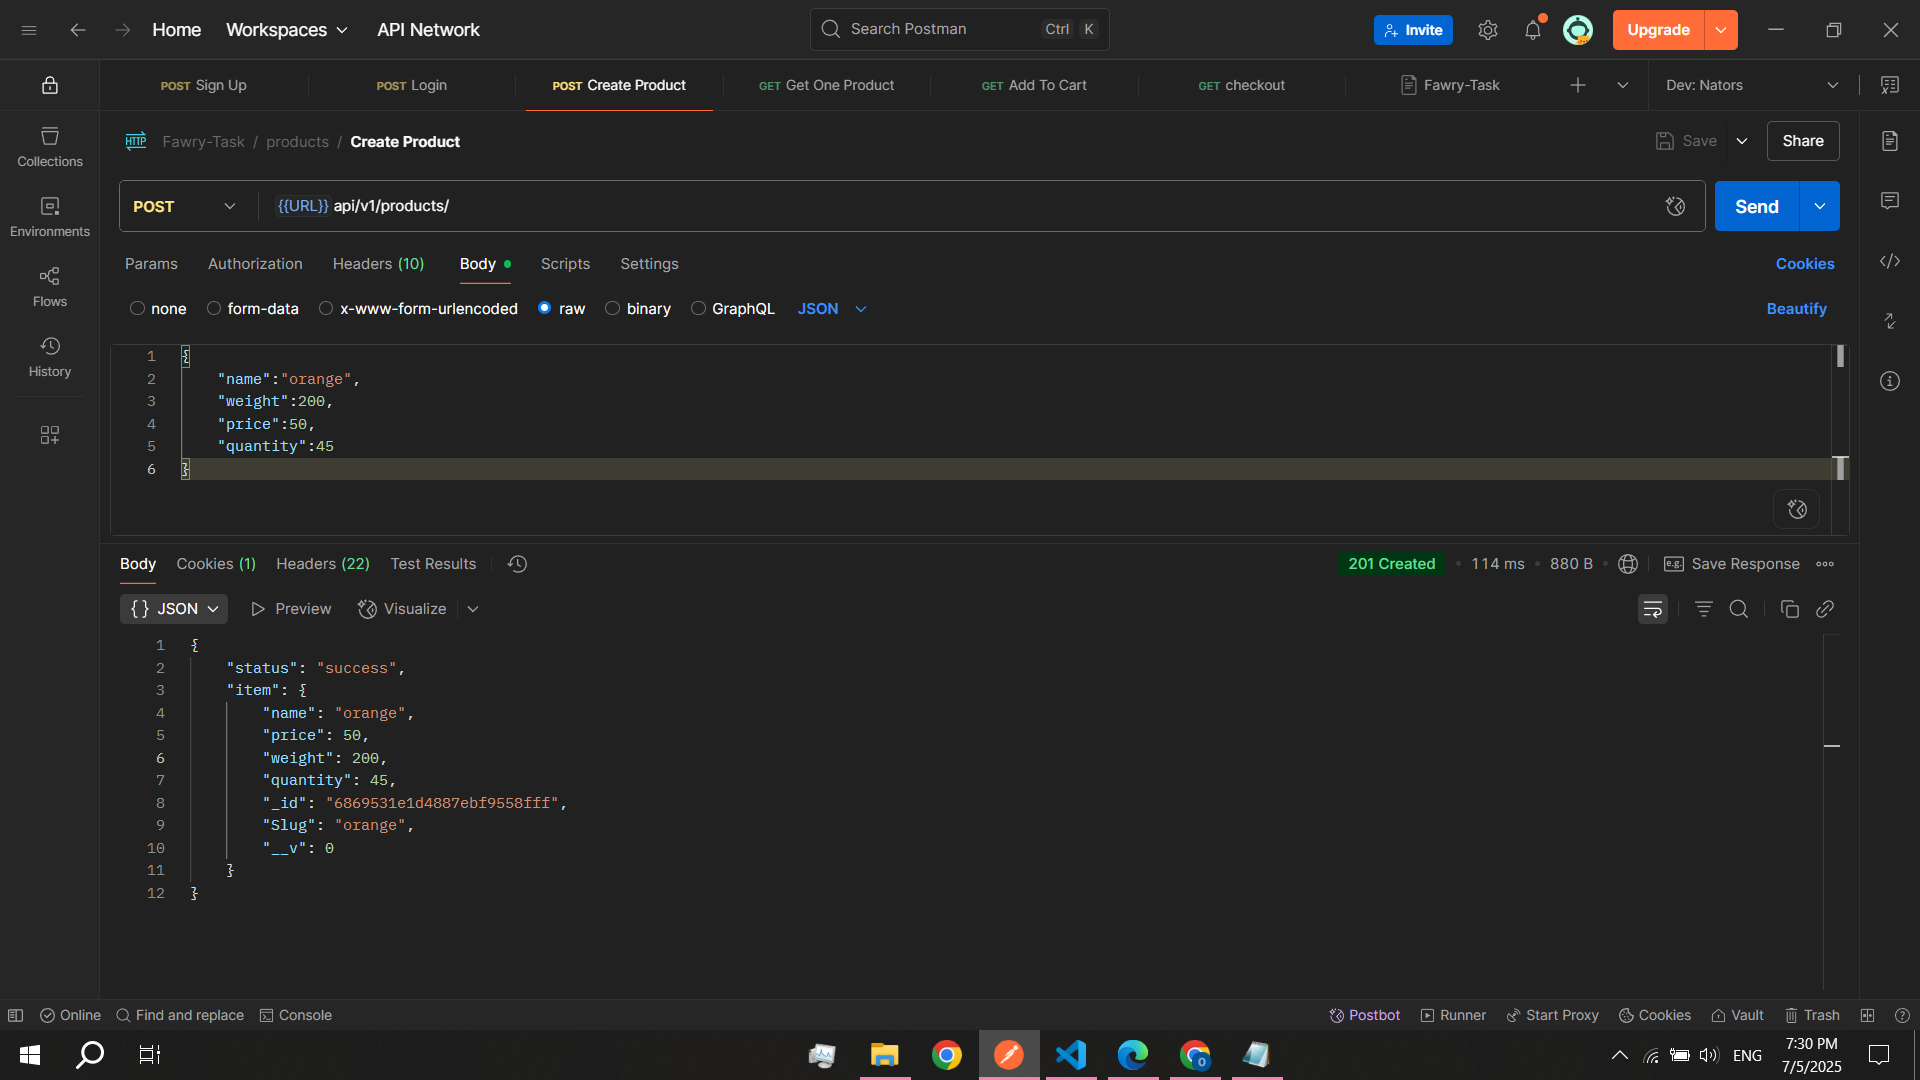 Home Workspaces API Network Search Postman Ctrl K Invite Upgrade
POST Sign Up POST Login POST Create Product GET Get One Product GET Add To Cart GET checkout Fawry-Task Dev: Nators
HTTP Fawry-Task / products / Create Product Save Share
POST {{URL}} api/v1/products/ Send
Params Authorization Headers (10) Body Scripts Settings Cookies
none form-data x-www-form-urlencoded raw binary GraphQL JSON Beautify
Collections
Environments
Flows
History
1 {
2 "name":"orange",
3 "weight":200,
4 "price":50,
5 "quantity":45
6 }
Body Cookies (1) Headers (22) Test Results 201 Created • 114 ms • 880 B • e.g. Save Response
{} JSON Preview Visualize
1 {
2 "status": "success",
3 "item": {
4 "name": "orange",
5 "price": 50,
6 "weight": 200,
7 "quantity": 45,
8 "_id": "6869531e1d4887ebf9558fff",
9 "Slug": "orange",
10 "__v": 0
11 }
12 }
Online Find and replace Console Postbot Runner Start Proxy Cookies Vault Trash
ENG 7:30 PM
7/5/2025